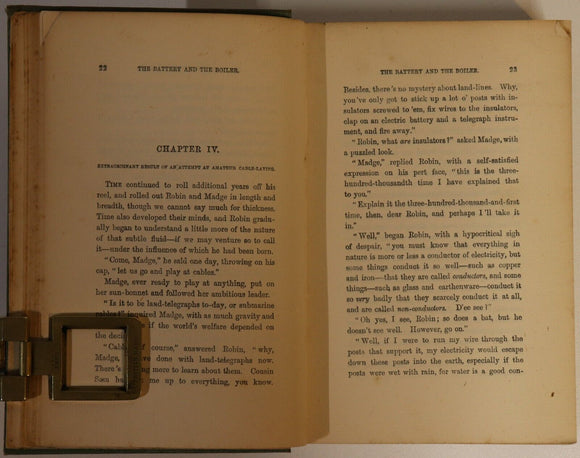 22 THE BATTERY AND THE BOILER.
CHAPTER IV.
EXTRAORDINARY RESULT OF AN ATTEMPT AT AMATEUR CABLE-LAYING.
TIME continued to roll additional years off his
reel, and rolled out Robin and Madge in length and
breadth, though we cannot say much for thickness.
Time also developed their minds, and Robin gradu-
ally began to understand a little more of the nature
of that subtle fluid—if we may venture so to call
it—under the influence of which he had been born.
"Come, Madge," he said one day, throwing on his
cap, "let us go and play at cables."
Madge, ever ready to play at anything, put on
her sun-bonnet and followed her ambitious leader.
"Is it to be land-telegraphs to-day, or submarine
cables?" inquired Madge, with as much gravity and
if the world's welfare depended on
the deci
"Cab of course," answered Robin, "why,
Madge, ve done with land-telegraphs now.
There's ing more to learn about them. Cousin
Sam h me up to everything, you know.
THE BATTERY AND THE BOILER. 23
Besides, there's no mystery about land-lines. Why,
you've only got to stick up a lot o' posts with in-
sulators screwed to 'em, fix wires to the insulators,
clap on an electric battery and a telegraph instru-
ment, and fire away."
"Robin, what are insulators?" asked Madge, with
a puzzled look.
"Madge," replied Robin, with a self-satisfied
expression on his pert face, "this is the three-
hundred-thousandth time I have explained that
to you."
"Explain it the three-hundred-thousand-and-first
time, then, dear Robin, and perhaps I'll take it
in."
"Well," began Robin, with a hypocritical sigh
of despair, "you must know that everything in
nature is more or less a conductor of electricity, but
some things conduct it so well—such as copper
and iron—that they are called conductors, and some
things—such as glass and earthenware—conduct it
so very badly that they scarcely conduct it at all,
and are called non-conductors. D'ee see?"
"Oh yes, I see, Robin; so does a bat, but he
doesn't see well. However, go on."
"Well, if I were to run my wire through the
posts that support it, my electricity would escape
down these posts into the earth, especially if the
posts were wet with rain, for water is a good con-